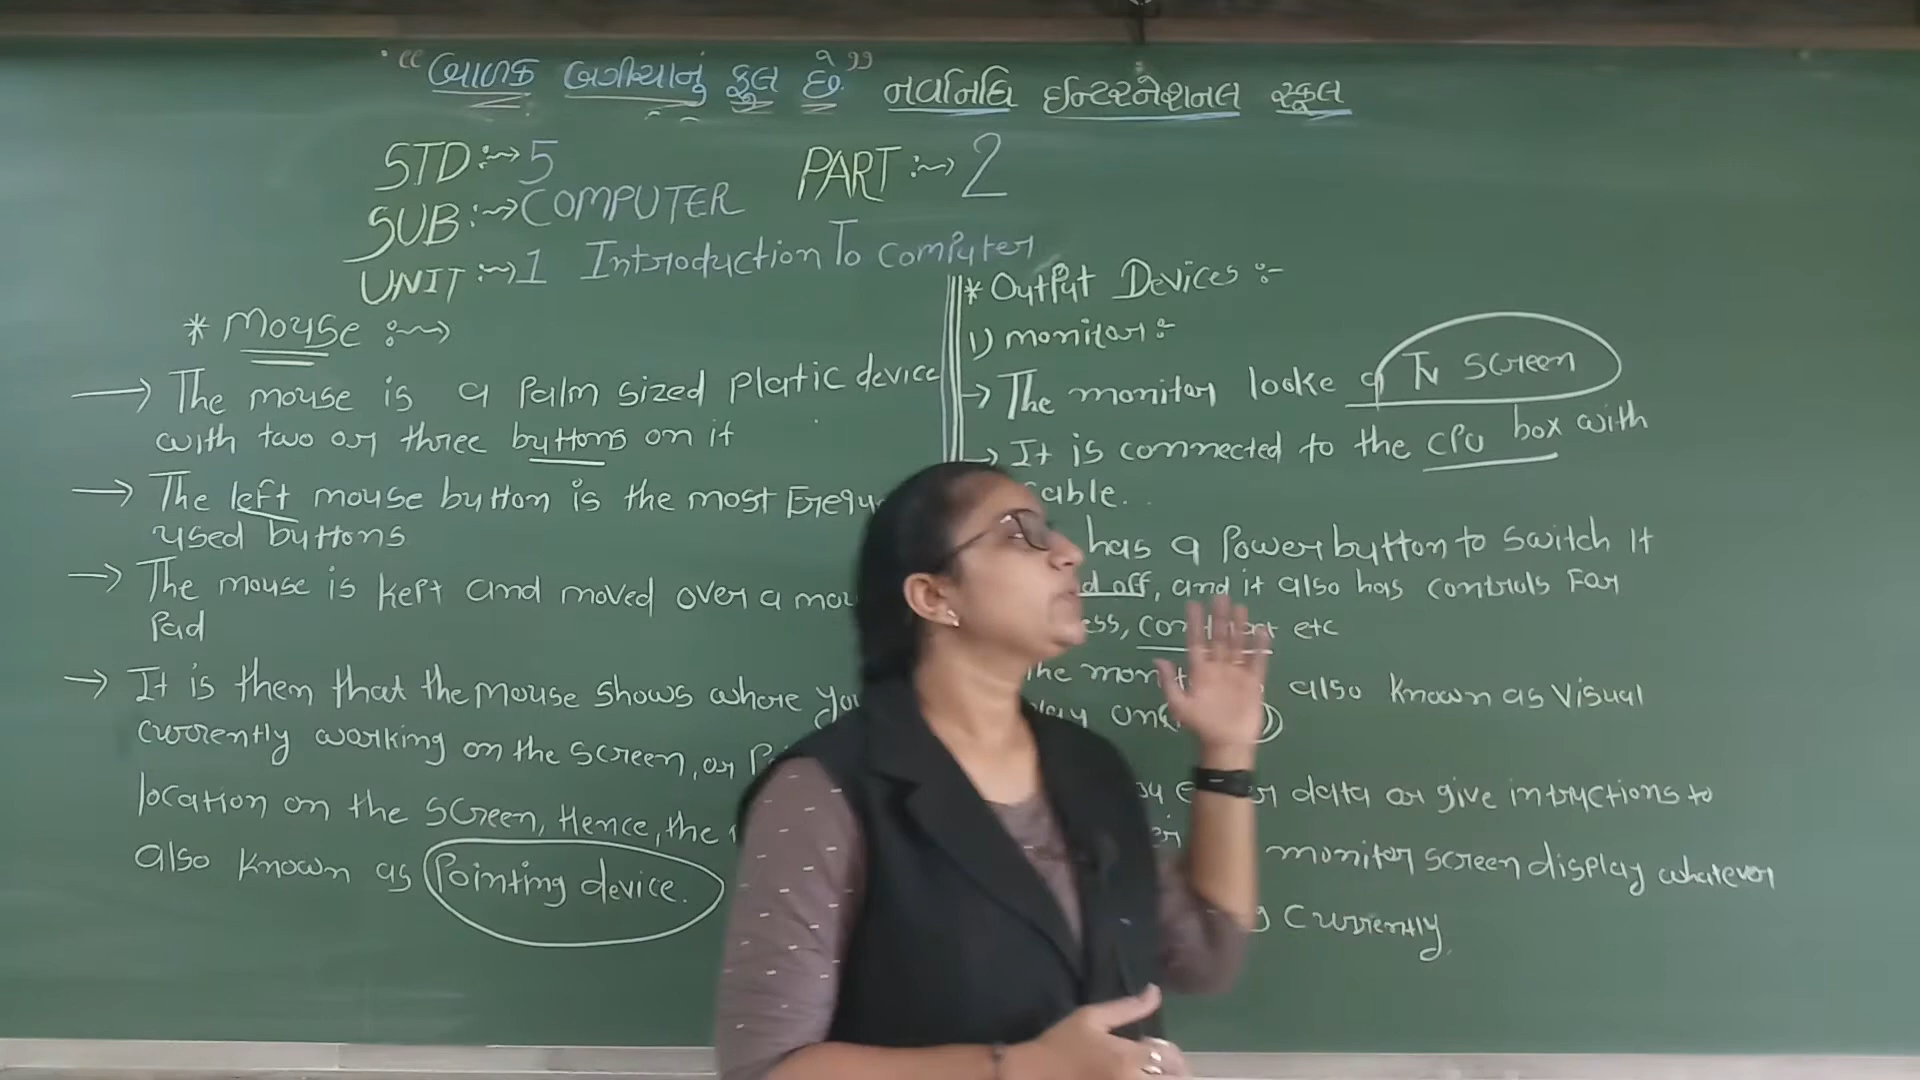 “બાળક બગીચાનું ફૂલ છે” નવનિધિ ઈન્ટરનેશનલ સ્કૂલ
STD :~> 5 PART :~> 2
SUB :~> COMPUTER
UNIT :~> 1 Introduction To Computer
* Mouse :~>
→ The mouse is a Palm sized Platic device
with two or three buttons on it
→ The left mouse button is the most
used buttons
→ The mouse is kept and moved over a
Pad
→ It is then that the mouse shows where
currently working on the screen, or
location on the screen, Hence, the
also known as Pointing device.
* Output Devices :-
1) monitor :-
→ The monitor looke a Tv screen
→ It is connected to the CPU box with
cable.
has a Power button to switch It
off, and it also has controls For
etc
the also known as Visual
data or give intructions to
monitor screen display whatever
currently.